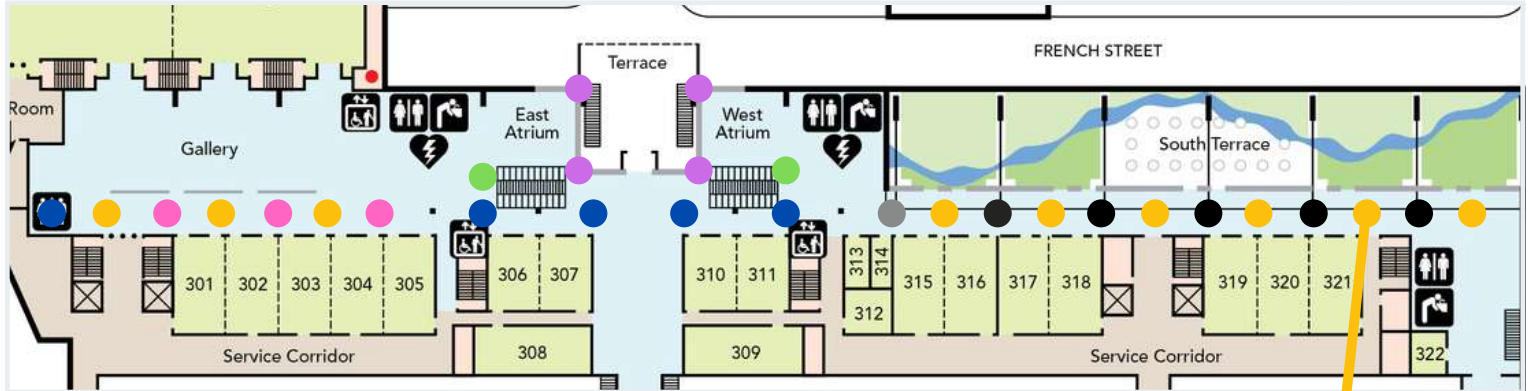 FRENCH STREET
Terrace
Room
East
Atrium
West
Atrium
Gallery
South Terrace
301
302
303
304
305
306
307
310
311
313
314
315
316
317
318
319
320
321
312
308
309
322
Service Corridor
Service Corridor